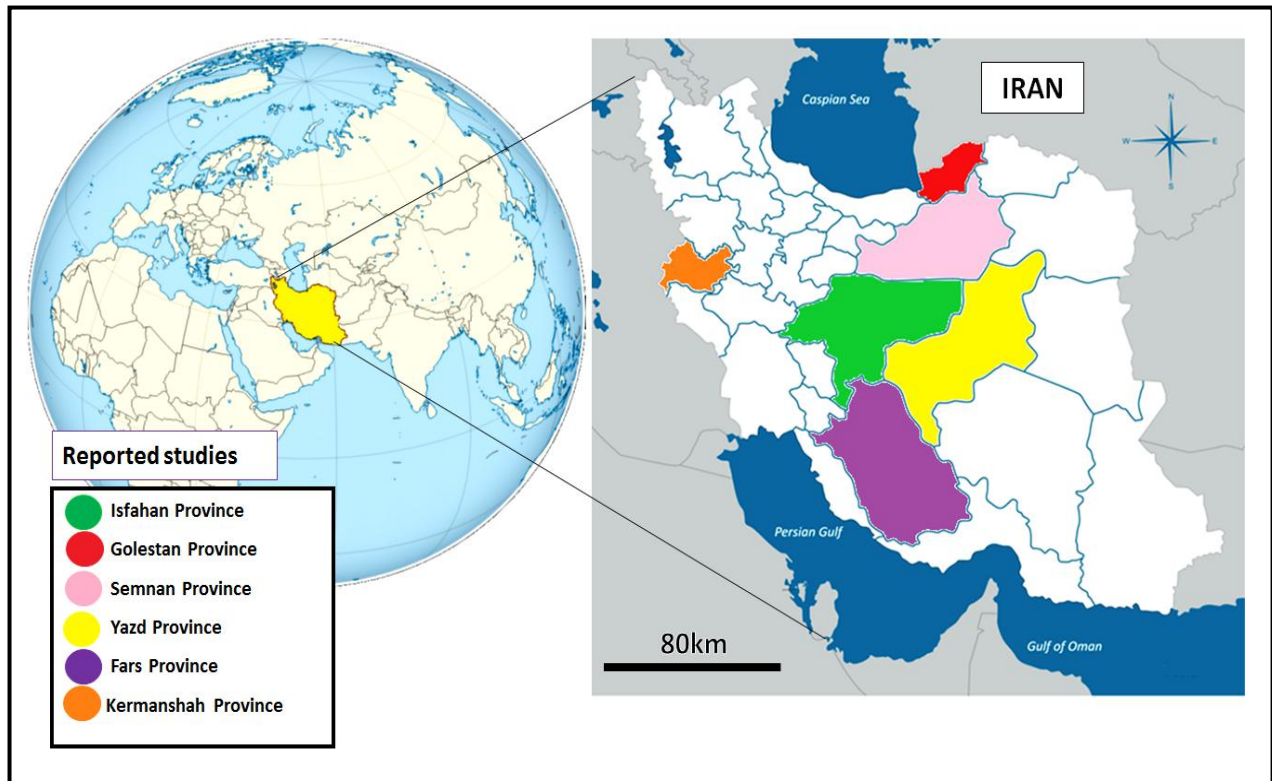 IRAN
Caspian Sea
N
W
E
S
Persian Gulf
Gulf of Oman
80km
Reported studies
Isfahan Province
Golestan Province
Semnan Province
Yazd Province
Fars Province
Kermanshah Province